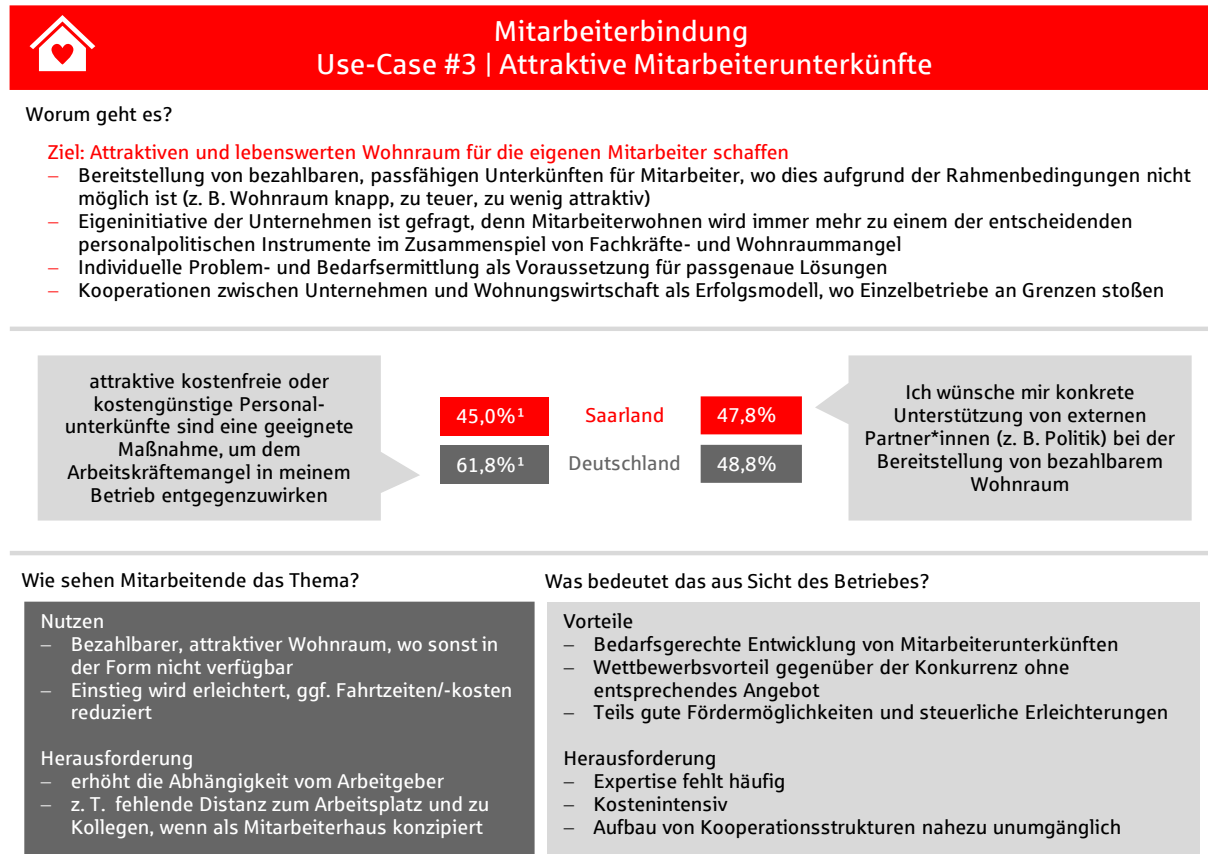 Mitarbeiterbindung
Use-Case #3 | Attraktive Mitarbeiterunterkünfte
Worum geht es?
Ziel: Attraktiven und lebenswerten Wohnraum für die eigenen Mitarbeiter schaffen
– Bereitstellung von bezahlbaren, passfähigen Unterkünften für Mitarbeiter, wo dies aufgrund der Rahmenbedingungen nicht
möglich ist (z. B. Wohnraum knapp, zu teuer, zu wenig attraktiv)
– Eigeninitiative der Unternehmen ist gefragt, denn Mitarbeiterwohnen wird immer mehr zu einem der entscheidenden
personalpolitischen Instrumente im Zusammenspiel von Fachkräfte- und Wohnraummangel
– Individuelle Problem- und Bedarfsermittlung als Voraussetzung für passgenaue Lösungen
– Kooperationen zwischen Unternehmen und Wohnungswirtschaft als Erfolgsmodell, wo Einzelbetriebe an Grenzen stoßen
attraktive kostenfreie oder
kostengünstige Personal-
unterkünfte sind eine geeignete
Maßnahme, um dem
Arbeitskräftemangel in meinem
Betrieb entgegenzuwirken
45,0%¹ Saarland 47,8%
61,8%¹ Deutschland 48,8%
Ich wünsche mir konkrete
Unterstützung von externen
Partner*innen (z. B. Politik) bei der
Bereitstellung von bezahlbarem
Wohnraum
Wie sehen Mitarbeitende das Thema?
Nutzen
– Bezahlbarer, attraktiver Wohnraum, wo sonst in
der Form nicht verfügbar
– Einstieg wird erleichtert, ggf. Fahrtzeiten/-kosten
reduziert
Herausforderung
– erhöht die Abhängigkeit vom Arbeitgeber
– z. T. fehlende Distanz zum Arbeitsplatz und zu
Kollegen, wenn als Mitarbeiterhaus konzipiert
Was bedeutet das aus Sicht des Betriebes?
Vorteile
– Bedarfsgerechte Entwicklung von Mitarbeiterunterkünften
– Wettbewerbsvorteil gegenüber der Konkurrenz ohne
entsprechendes Angebot
– Teils gute Fördermöglichkeiten und steuerliche Erleichterungen
Herausforderung
– Expertise fehlt häufig
– Kostenintensiv
– Aufbau von Kooperationsstrukturen nahezu unumgänglich